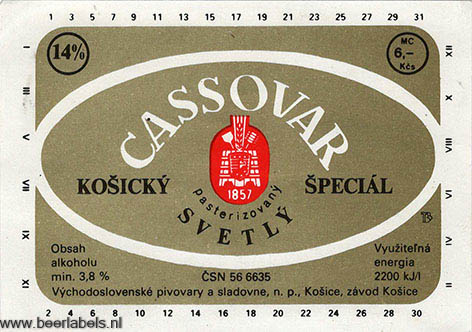 1 3 5 7 9 11 13 15 17 19 21 23 25 27 29 31
14%
MC
6,-
Kčs
CASSOVAR
KOŠICKÝ
1857
ŠPECIÁL
pasterizovaný
SVETLÝ
Obsah
alkoholu
min. 3,8 %
ČSN 56 6635
Využiteľná
energia
2200 kJ/l
Východoslovenské pivovary a sladovne, n. p., Košice, závod Košice
I
III
V
VII
IX
XII
X
VIII
VI
IV
II
2 4 6 8 10 12 14 16 18 20 22 24 26 28 30
www.beerlabels.nl